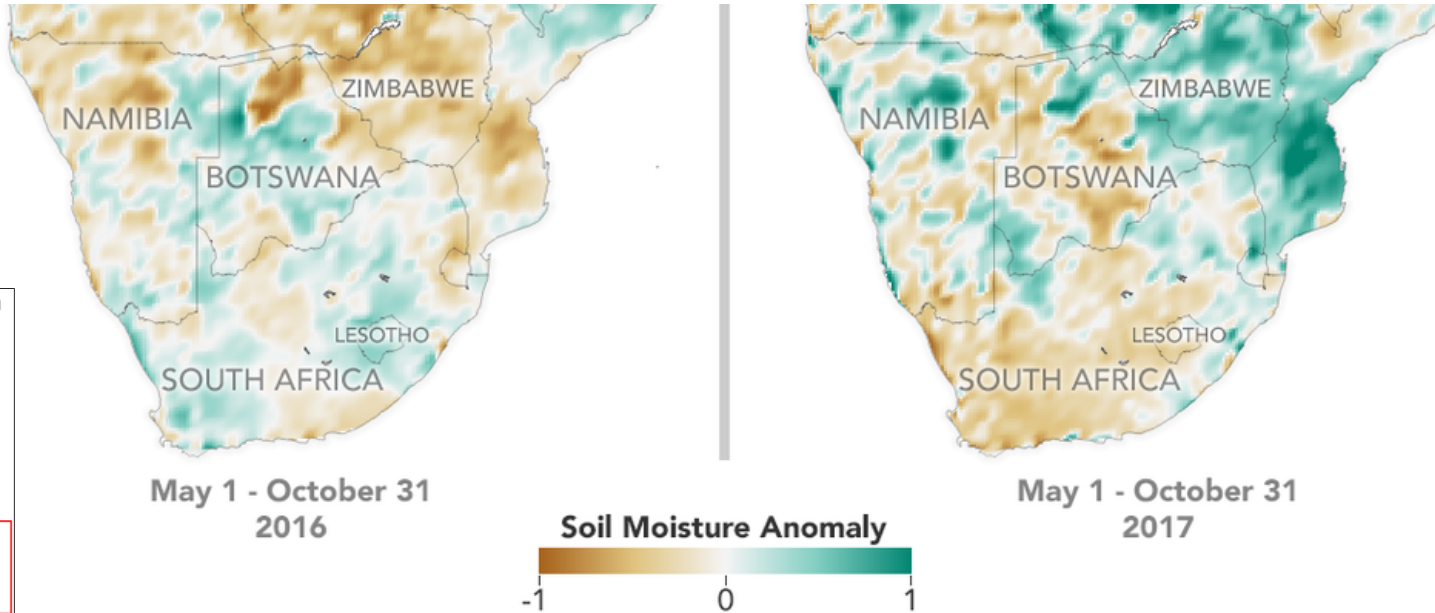 ZIMBABWE
NAMIBIA
BOTSWANA
LESOTHO
SOUTH AFRICA
May 1 - October 31
2016
ZIMBABWE
NAMIBIA
BOTSWANA
LESOTHO
SOUTH AFRICA
May 1 - October 31
2017
Soil Moisture Anomaly
-1 0 1